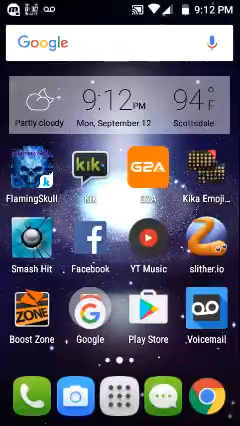 9:12 PM
Google
9:12PM 94°F
Partly cloudy Mon, September 12 Scottsdale
kik G2A
FlamingSkull Kik G2A Kika Emoji...
Smash Hit Facebook YT Music slither.io
ZONE
Boost Zone Google Play Store Voicemail